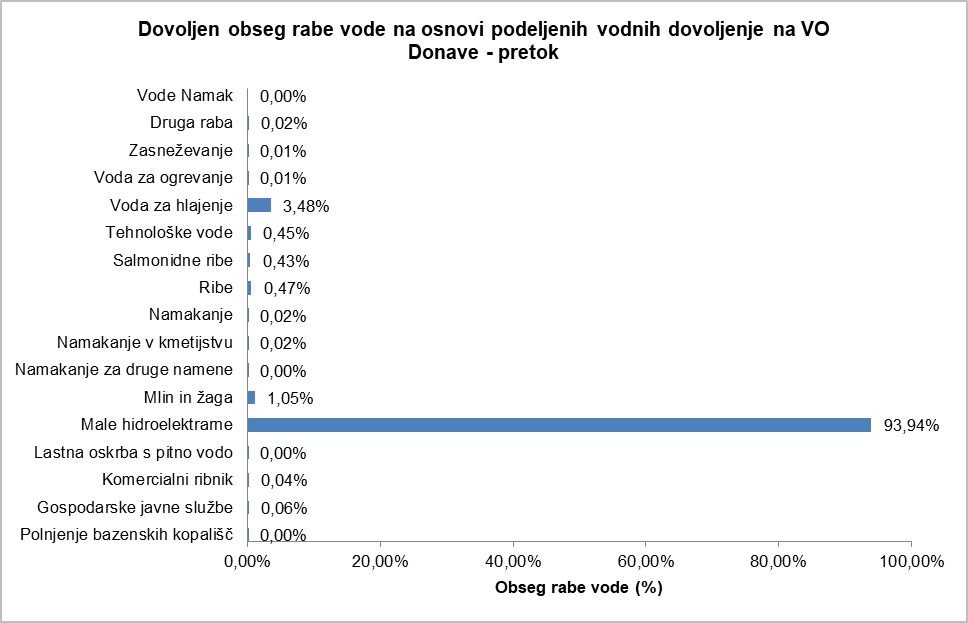 Dovoljen obseg rabe vode na osnovi podeljenih vodnih dovoljenje na VO
Donave - pretok
Vode Namak 0,00%
Druga raba 0,02%
Zasneževanje 0,01%
Voda za ogrevanje 0,01%
Voda za hlajenje 3,48%
Tehnološke vode 0,45%
Salmonidne ribe 0,43%
Ribe 0,47%
Namakanje 0,02%
Namakanje v kmetijstvu 0,02%
Namakanje za druge namene 0,00%
Mlin in žaga 1,05%
Male hidroelektrarne 93,94%
Lastna oskrba s pitno vodo 0,00%
Komercialni ribnik 0,04%
Gospodarske javne službe 0,06%
Polnjenje bazenskih kopališč 0,00%
0,00% 20,00% 40,00% 60,00% 80,00% 100,00%
Obseg rabe vode (%)